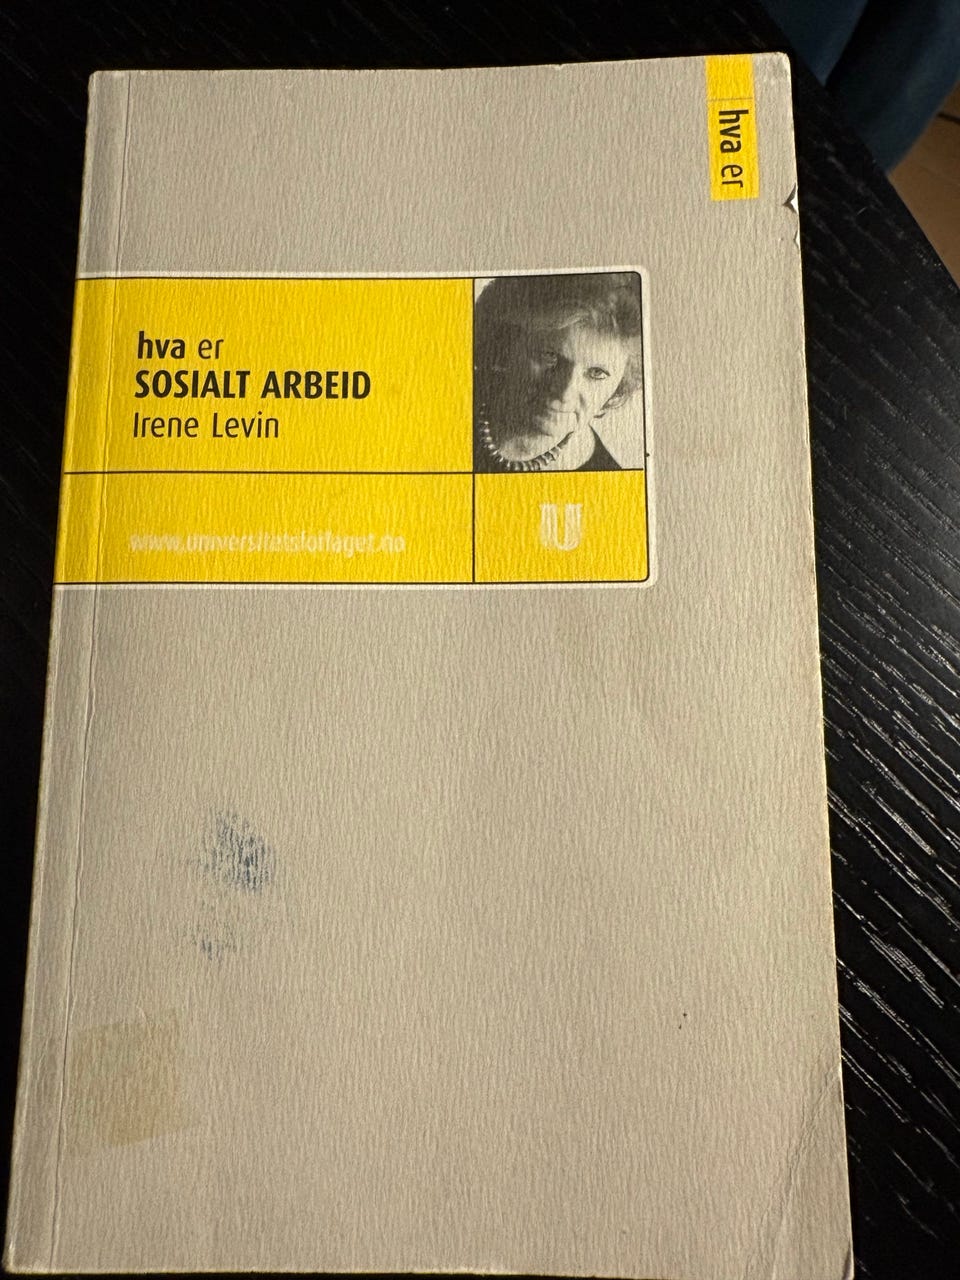 hva er
hva er
SOSIALT ARBEID
Irene Levin
www.universitetsforlaget.no
U